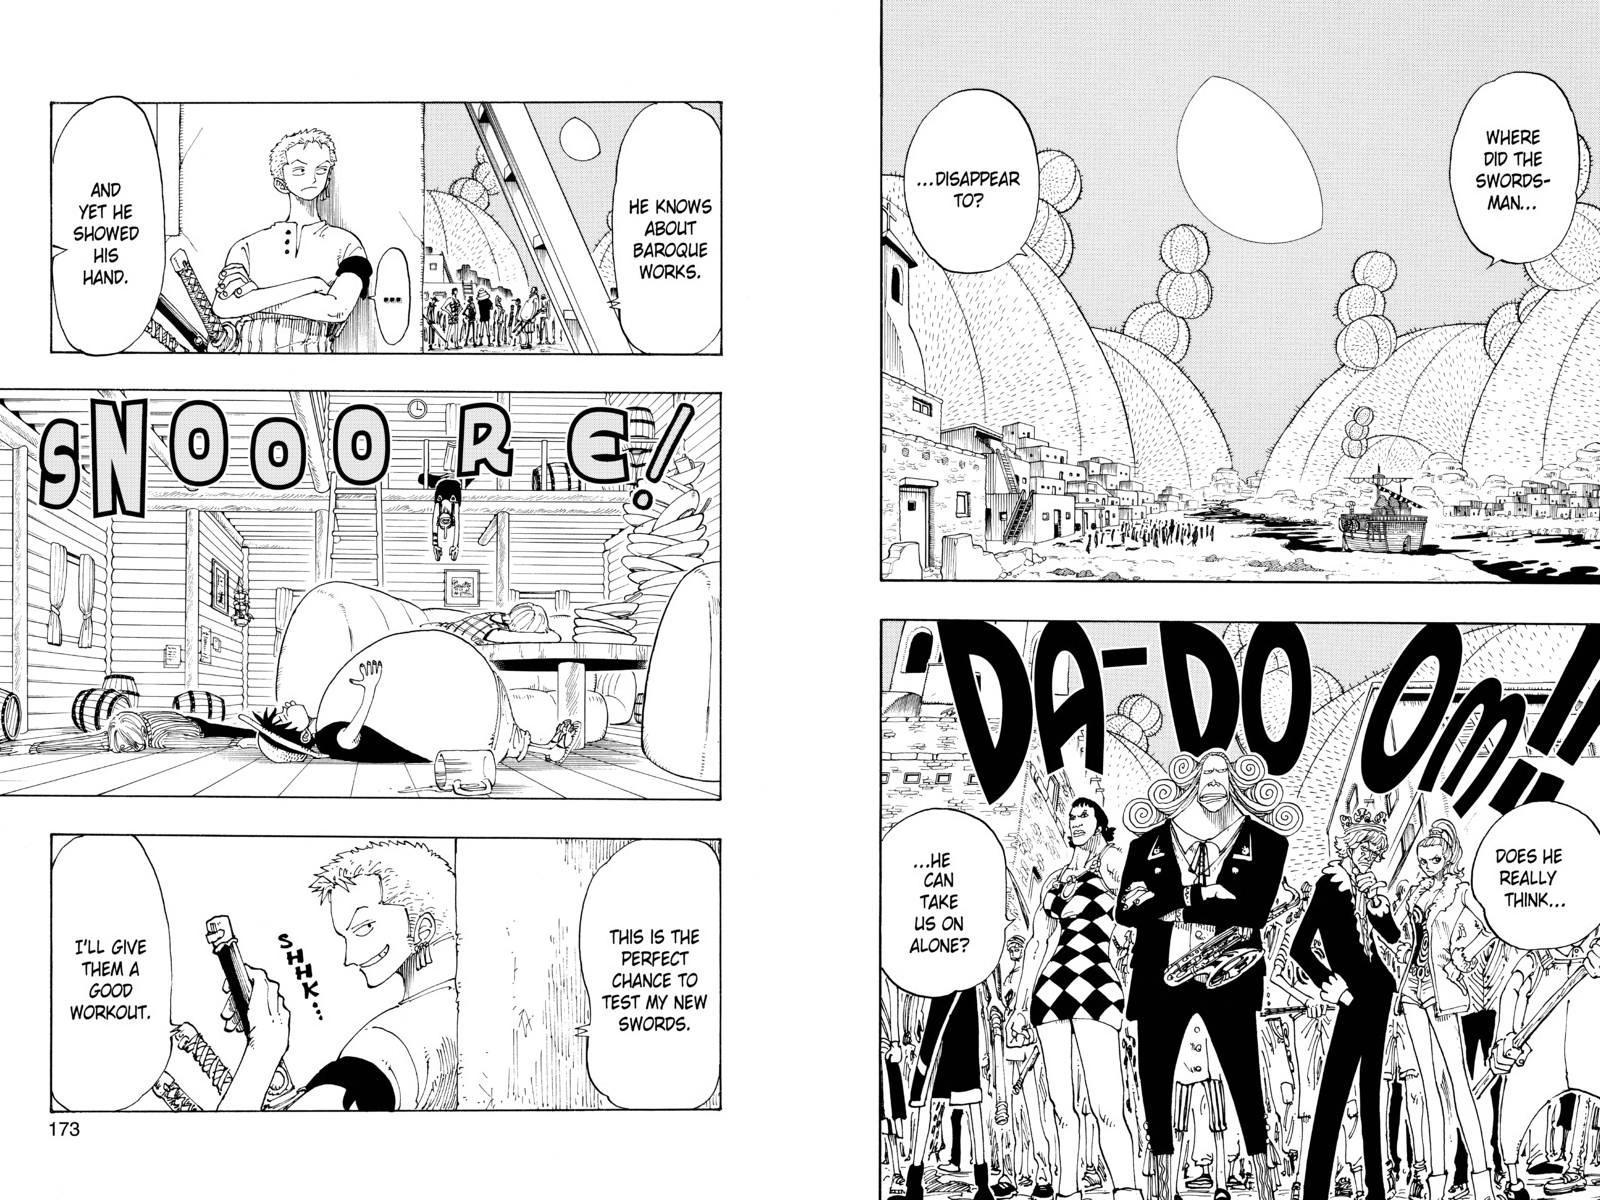 WHERE
DID THE
SWORDS-
MAN...
...DISAPPEAR
TO?
DA-DO OM!!
DOES HE
REALLY
THINK...
...HE
CAN
TAKE
US ON
ALONE?
HE KNOWS
ABOUT
BAROQUE
WORKS.
...
AND
YET HE
SHOWED
HIS
HAND.
SNOOORE!
THIS IS THE
PERFECT
CHANCE TO
TEST MY NEW
SWORDS.
SHHK...
I'LL GIVE
THEM A
GOOD
WORKOUT.
173